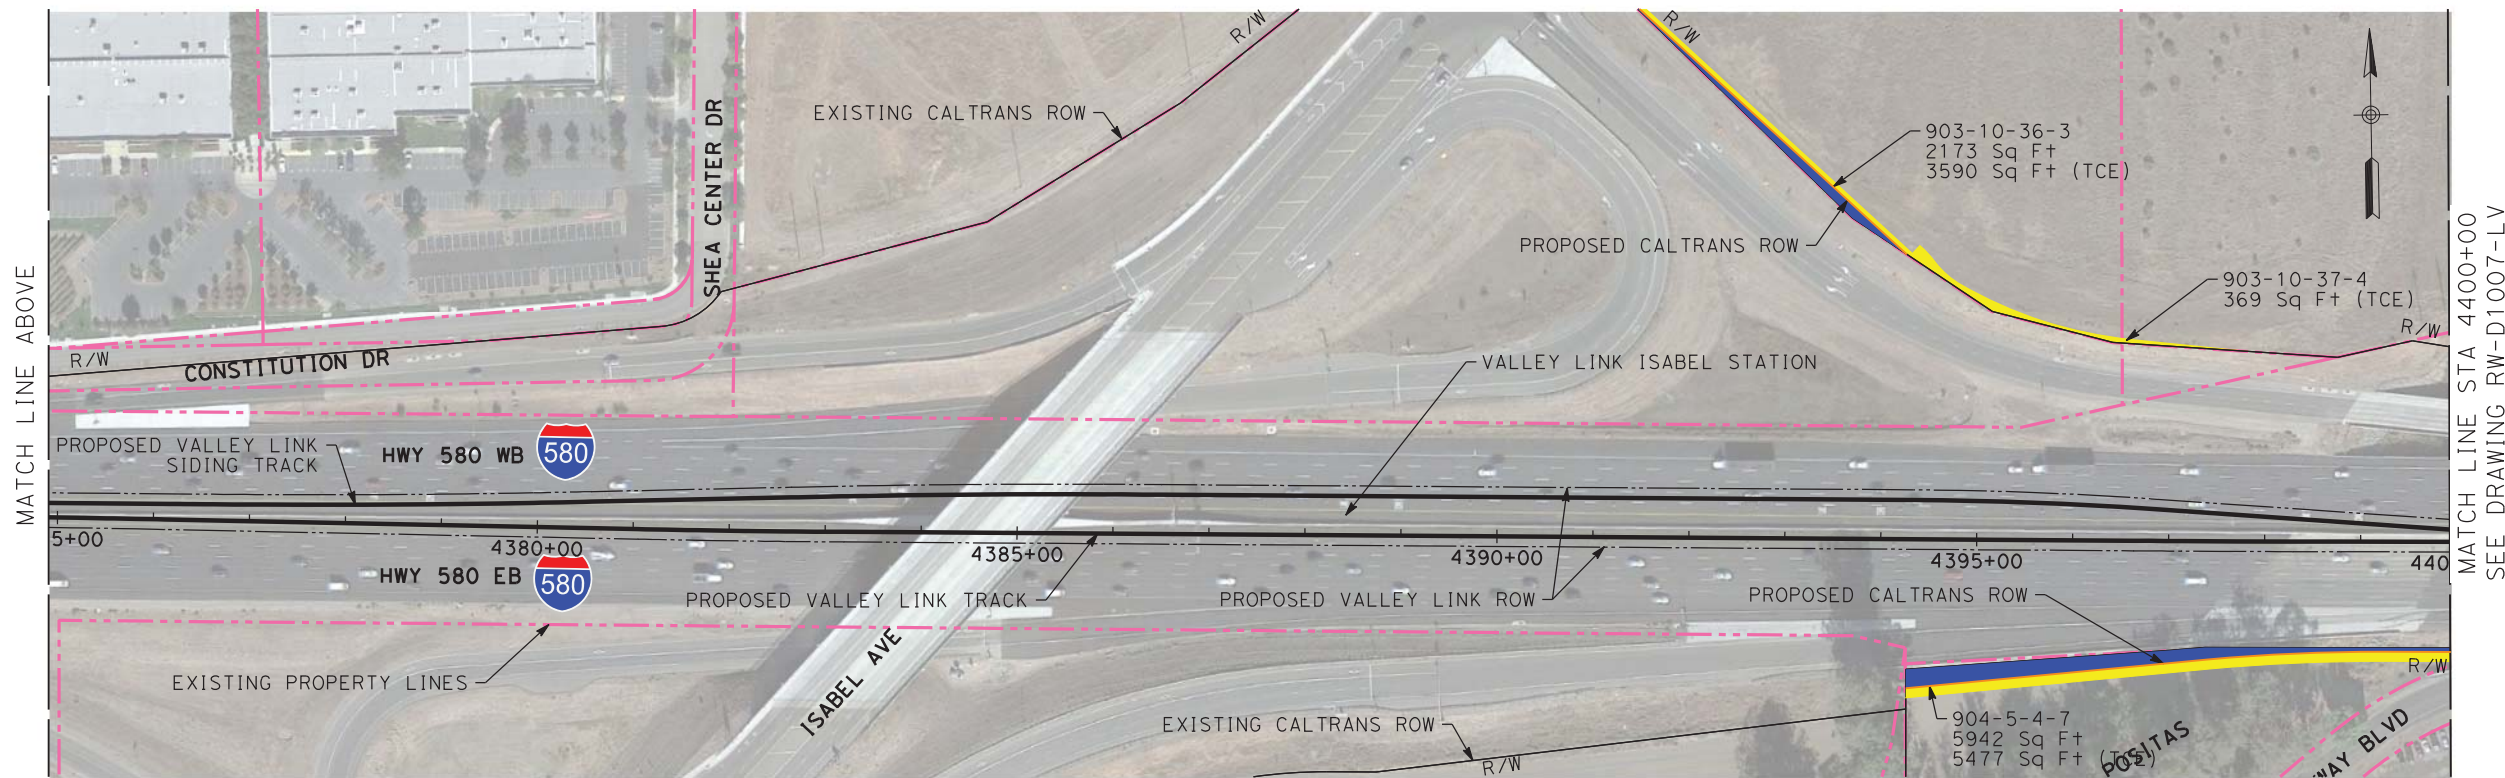 R/W
R/W
EXISTING CALTRANS ROW
SHEA CENTER DR
903-10-36-3
2173 Sq Ft
3590 Sq Ft (TCE)
PROPOSED CALTRANS ROW
903-10-37-4
369 Sq Ft (TCE)
R/W
MATCH LINE ABOVE
MATCH LINE STA 4400+00
SEE DRAWING RW-D1007-LV
R/W
CONSTITUTION DR
VALLEY LINK ISABEL STATION
PROPOSED VALLEY LINK
SIDING TRACK
HWY 580 WB
580
5+00
4380+00
4385+00
4390+00
4395+00
440
HWY 580 EB
580
PROPOSED VALLEY LINK TRACK
PROPOSED VALLEY LINK ROW
PROPOSED CALTRANS ROW
EXISTING PROPERTY LINES
ISABEL AVE
EXISTING CALTRANS ROW
R/W
R/W
904-5-4-7
5942 Sq Ft
5477 Sq Ft (TCE)
POSITAS
WAY BLVD